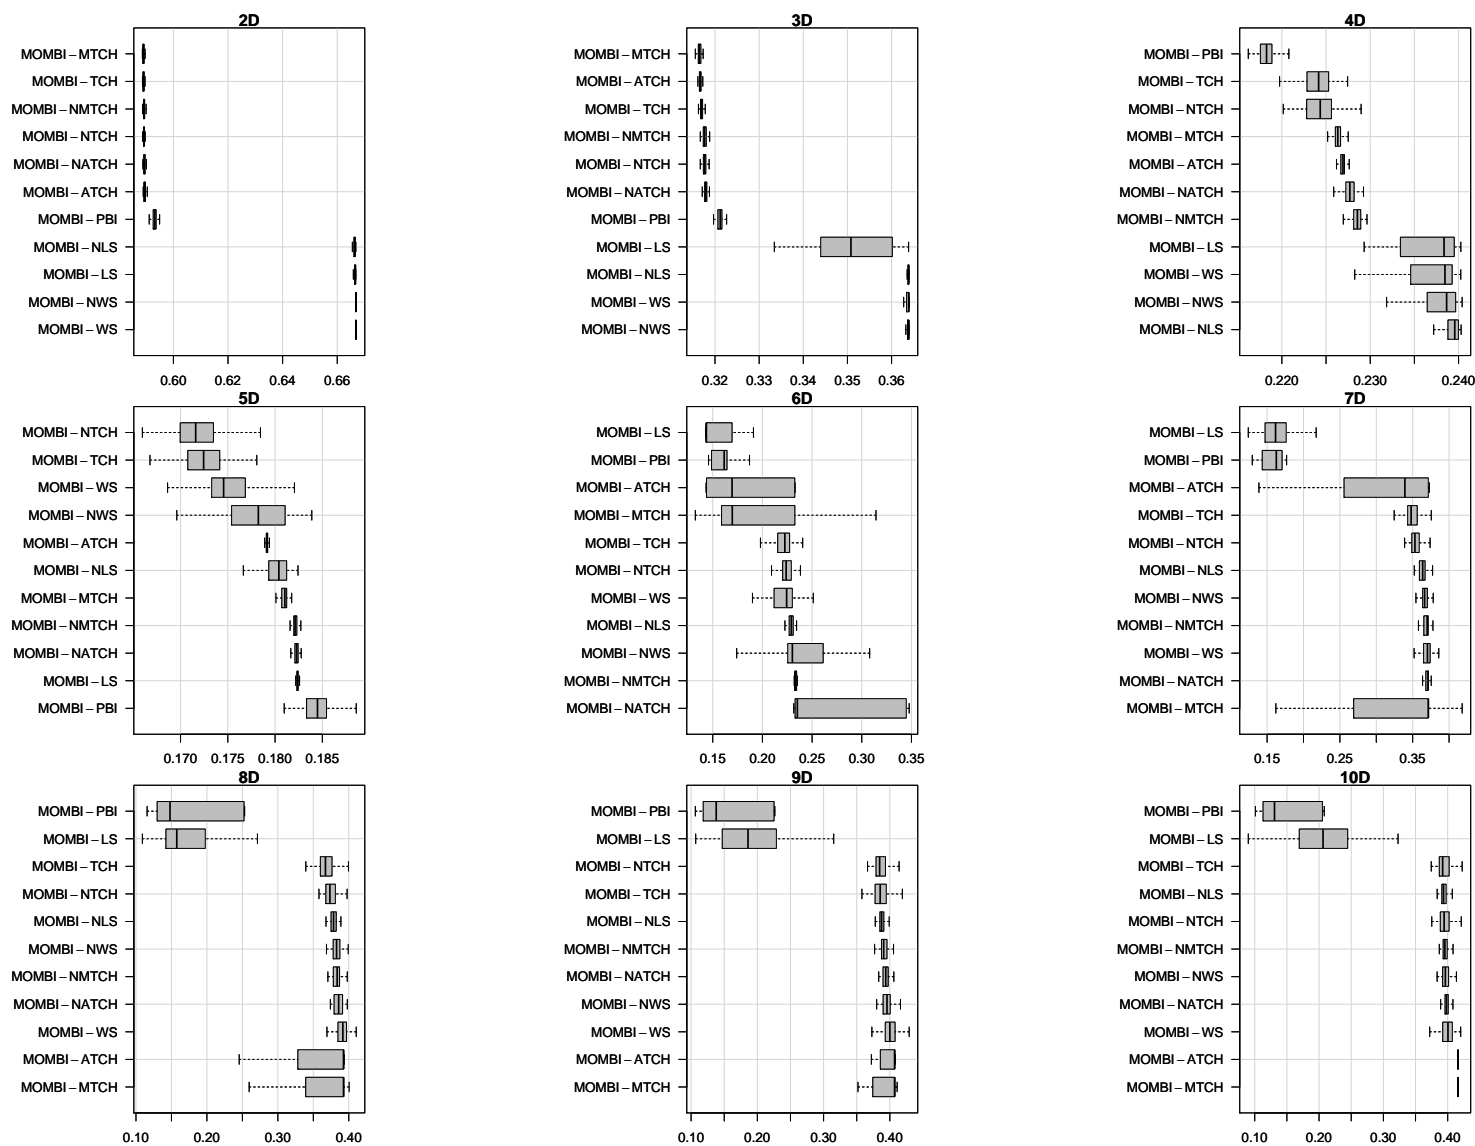 2D
MOMBI−MTCH
MOMBI−TCH
MOMBI−NMTCH
MOMBI−NTCH
MOMBI−NATCH
MOMBI−ATCH
MOMBI−PBI
MOMBI−NLS
MOMBI−LS
MOMBI−NWS
MOMBI−WS
0.60 0.62 0.64 0.66
3D
MOMBI−MTCH
MOMBI−ATCH
MOMBI−TCH
MOMBI−NMTCH
MOMBI−NTCH
MOMBI−NATCH
MOMBI−PBI
MOMBI−LS
MOMBI−NLS
MOMBI−WS
MOMBI−NWS
0.32 0.33 0.34 0.35 0.36
4D
MOMBI−PBI
MOMBI−TCH
MOMBI−NTCH
MOMBI−MTCH
MOMBI−ATCH
MOMBI−NATCH
MOMBI−NMTCH
MOMBI−LS
MOMBI−WS
MOMBI−NWS
MOMBI−NLS
0.220 0.230 0.240
5D
MOMBI−NTCH
MOMBI−TCH
MOMBI−WS
MOMBI−NWS
MOMBI−ATCH
MOMBI−NLS
MOMBI−MTCH
MOMBI−NMTCH
MOMBI−NATCH
MOMBI−LS
MOMBI−PBI
0.170 0.175 0.180 0.185
6D
MOMBI−LS
MOMBI−PBI
MOMBI−ATCH
MOMBI−MTCH
MOMBI−TCH
MOMBI−NTCH
MOMBI−WS
MOMBI−NLS
MOMBI−NWS
MOMBI−NMTCH
MOMBI−NATCH
0.15 0.20 0.25 0.30 0.35
7D
MOMBI−LS
MOMBI−PBI
MOMBI−ATCH
MOMBI−TCH
MOMBI−NTCH
MOMBI−NLS
MOMBI−NWS
MOMBI−NMTCH
MOMBI−WS
MOMBI−NATCH
MOMBI−MTCH
0.15 0.25 0.35
8D
MOMBI−PBI
MOMBI−LS
MOMBI−TCH
MOMBI−NTCH
MOMBI−NLS
MOMBI−NWS
MOMBI−NMTCH
MOMBI−NATCH
MOMBI−WS
MOMBI−ATCH
MOMBI−MTCH
0.10 0.20 0.30 0.40
9D
MOMBI−PBI
MOMBI−LS
MOMBI−NTCH
MOMBI−TCH
MOMBI−NLS
MOMBI−NMTCH
MOMBI−NATCH
MOMBI−NWS
MOMBI−WS
MOMBI−ATCH
MOMBI−MTCH
0.10 0.20 0.30 0.40
10D
MOMBI−PBI
MOMBI−LS
MOMBI−TCH
MOMBI−NLS
MOMBI−NTCH
MOMBI−NMTCH
MOMBI−NWS
MOMBI−NATCH
MOMBI−WS
MOMBI−ATCH
MOMBI−MTCH
0.10 0.20 0.30 0.40